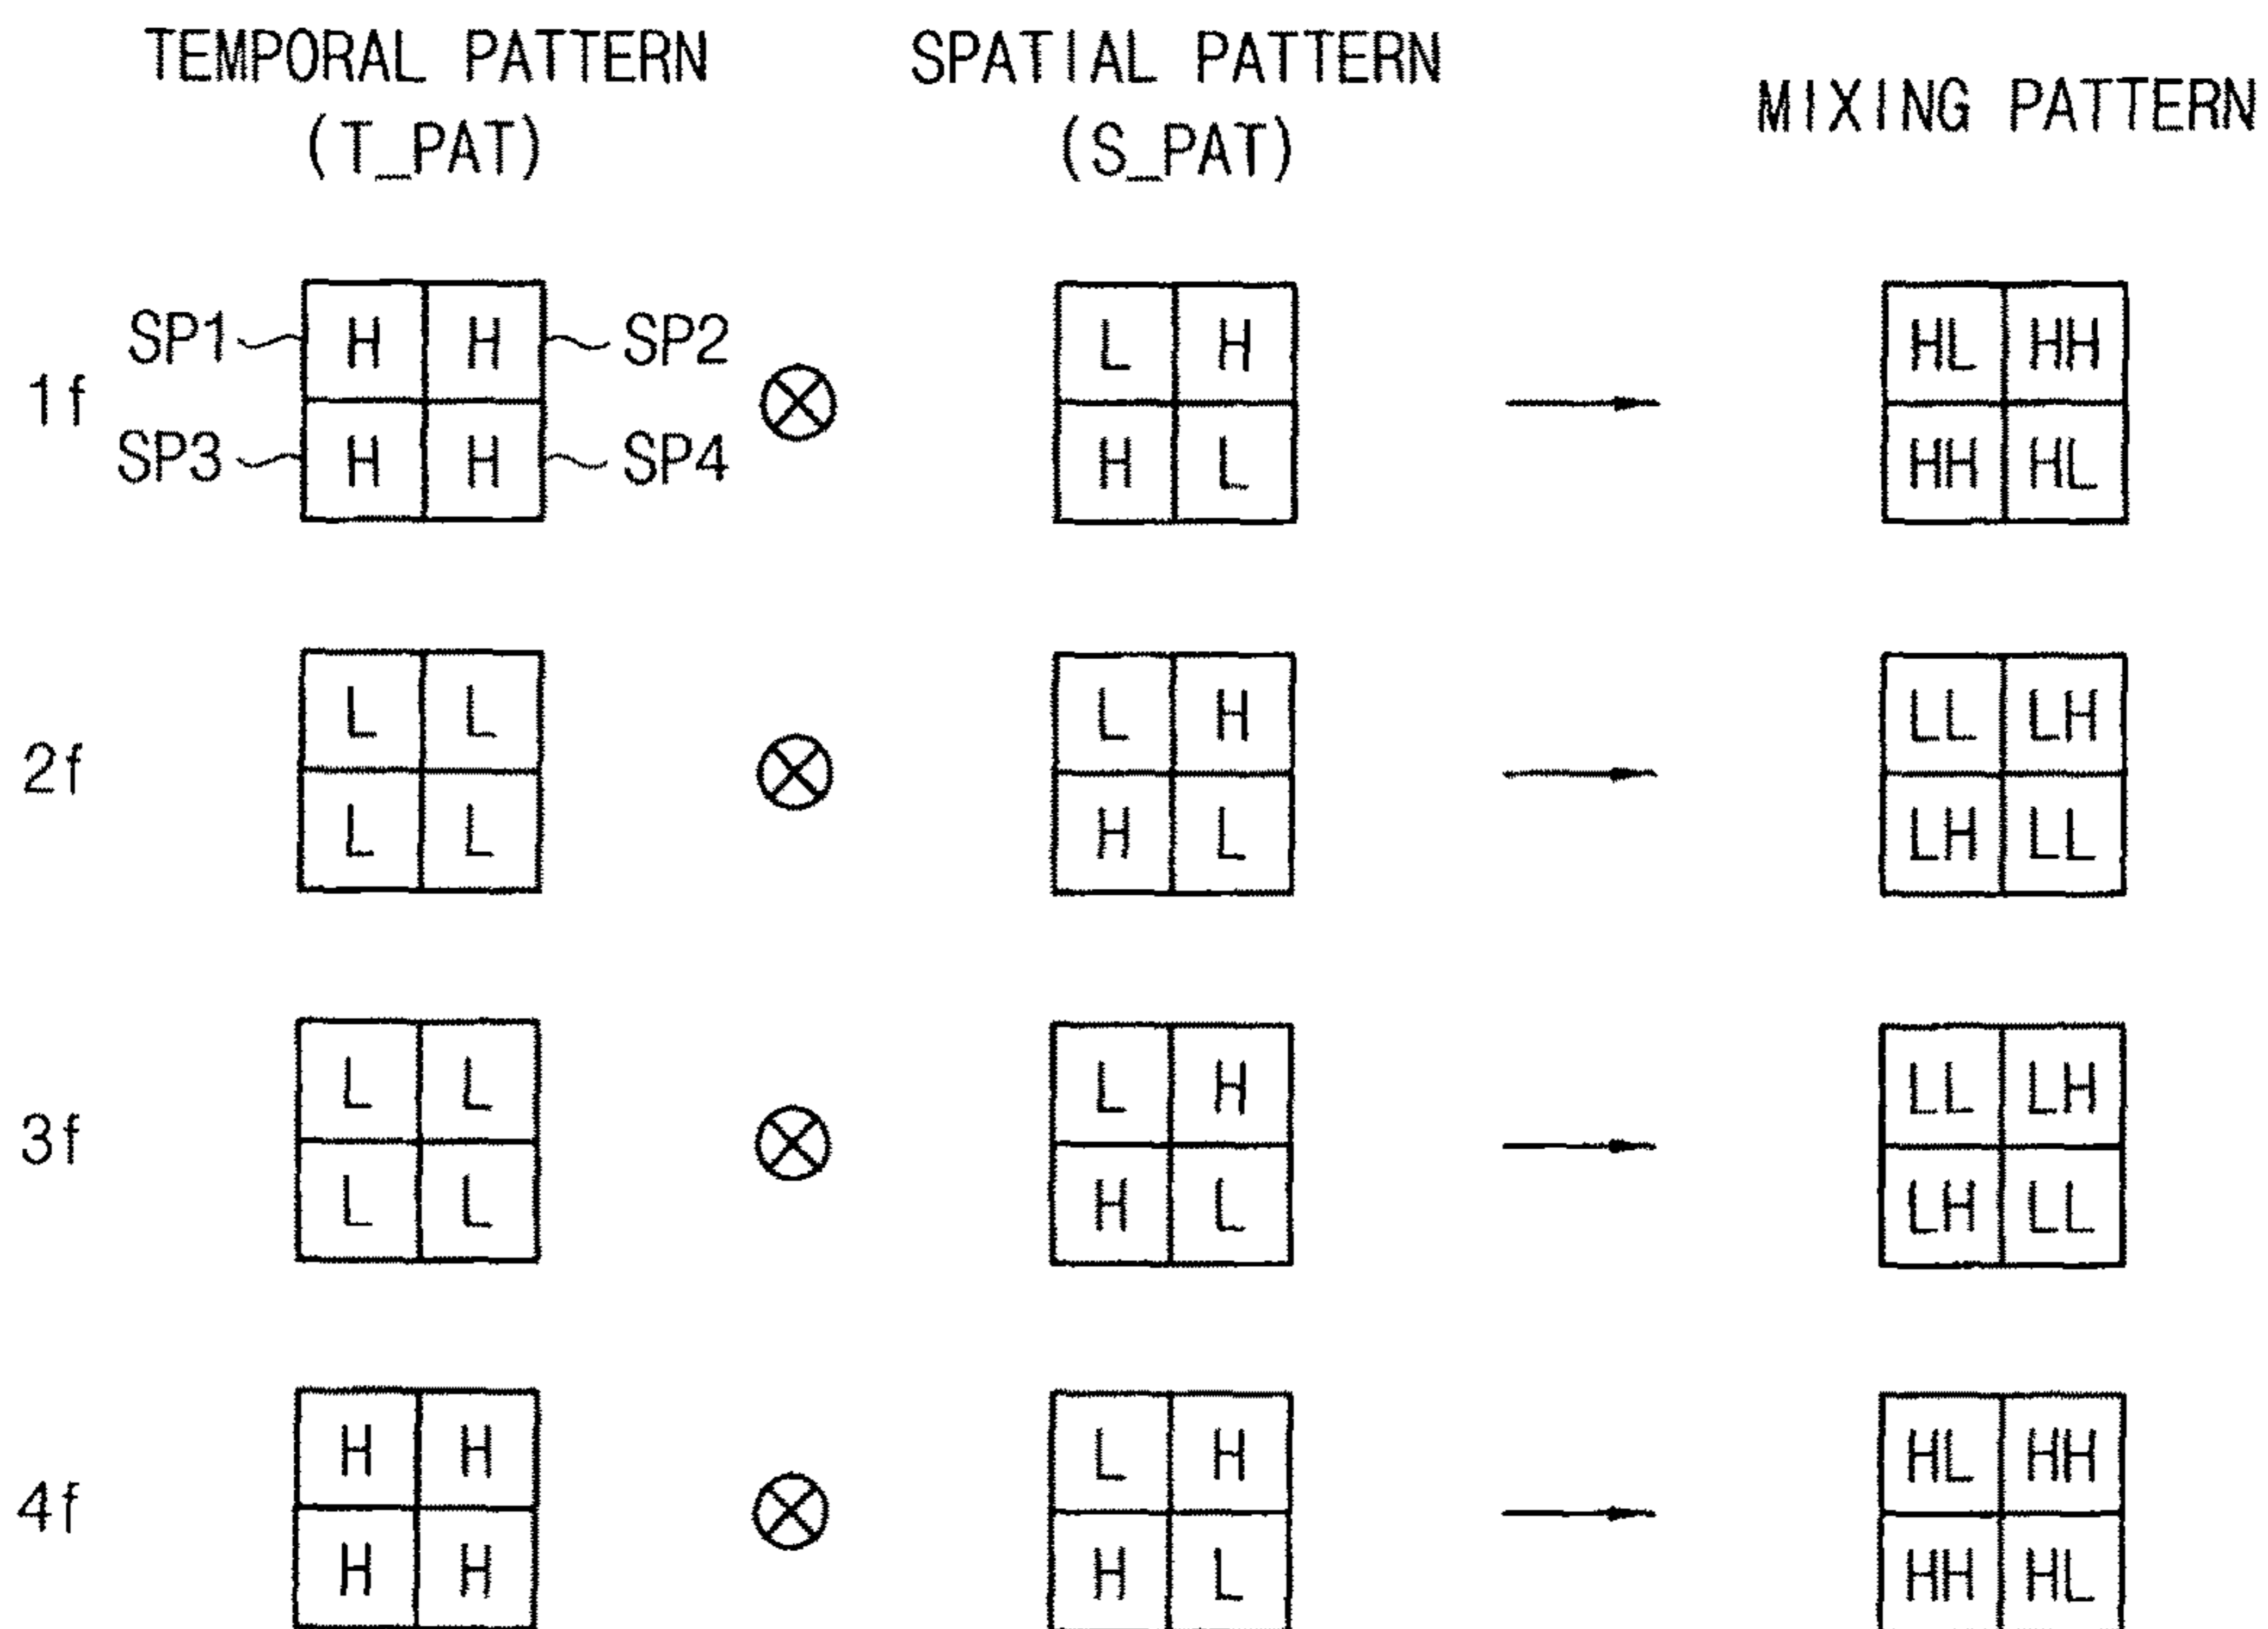 TEMPORAL PATTERN SPATIAL PATTERN MIXING PATTERN
(T_PAT) (S_PAT)
SP1 H H SP2 L H HL HH
1f
SP3 H H SP4 H L HH HL
L L L H LL LH
2f
L L H L LH LL
L L L H LL LH
3f
L L H L LH LL
H H L H HL HH
4f
H H H L HH HL